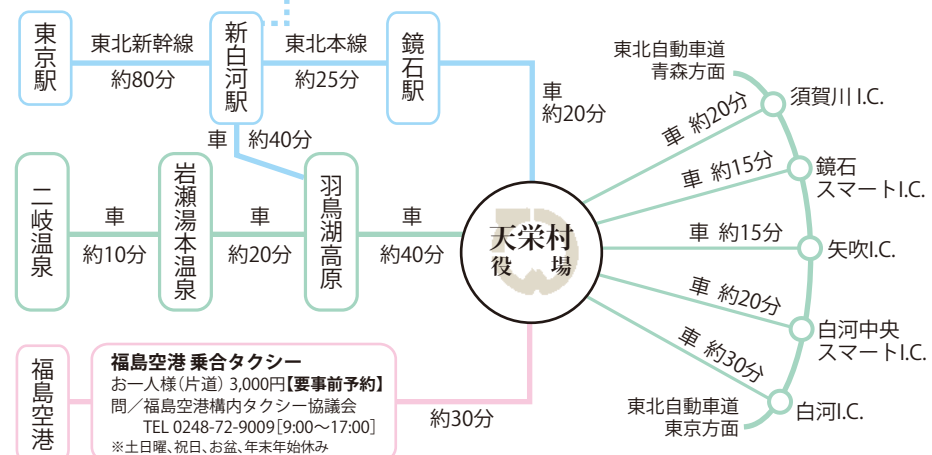 東京駅
東北新幹線
約80分
新白河駅
東北本線
約25分
鏡石駅
車
約20分
車 約40分
二岐温泉
車
約10分
岩瀬湯本温泉
車
約20分
羽鳥湖高原
車
約40分
天栄村
役 場
福島空港
福島空港 乗合タクシー
お一人様(片道) 3,000円【要事前予約】
問／福島空港構内タクシー協議会
TEL 0248-72-9009［9:00～17:00］
※土日曜、祝日、お盆、年末年始休み
約30分
東北自動車道
青森方面
車 約20分
須賀川 I.C.
車 約15分
鏡石
スマートI.C.
車 約15分
矢吹I.C.
車 約20分
白河中央
スマートI.C.
車 約30分
白河I.C.
東北自動車道
東京方面